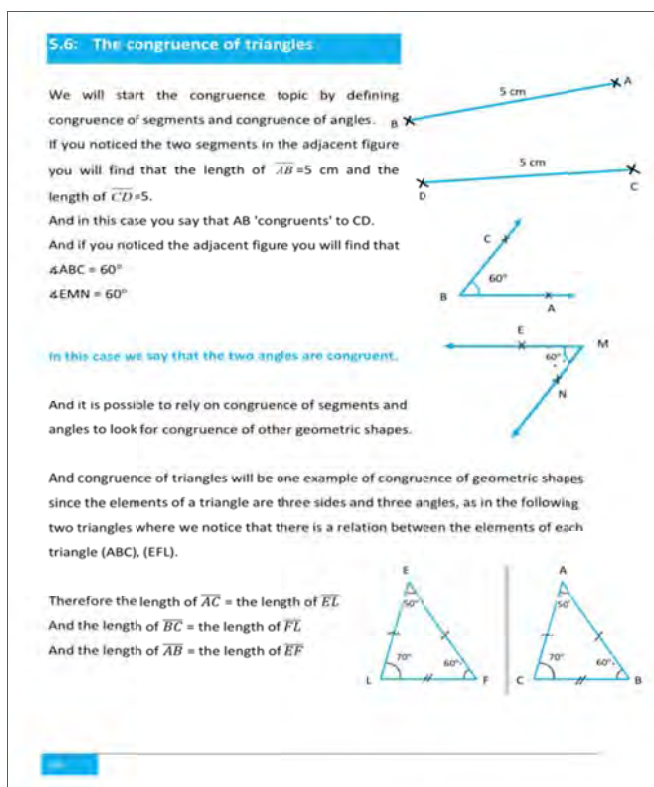 5.6: The congruence of triangles
We will start the congruence topic by defining
congruence of segments and congruence of angles.
If you noticed the two segments in the adjacent figure
you will find that the length of AB =5 cm and the
length of CD=5.
And in this case you say that AB 'congruents' to CD.
And if you noticed the adjacent figure you will find that
∡ABC = 60°
∡EMN = 60°
A
5 cm
B
5 cm
D
C
C
60°
B
A
E
M
60°
N
In this case we say that the two angles are congruent.
And it is possible to rely on congruence of segments and
angles to look for congruence of other geometric shapes.
And congruence of triangles will be one example of congruence of geometric shapes
since the elements of a triangle are three sides and three angles, as in the following
two triangles where we notice that there is a relation between the elements of each
triangle (ABC), (EFL).
Therefore the length of AC = the length of EL
And the length of BC = the length of FL
And the length of AB = the length of EF
E
50°
70°
60°
L
F
A
50
70°
60°
C
B